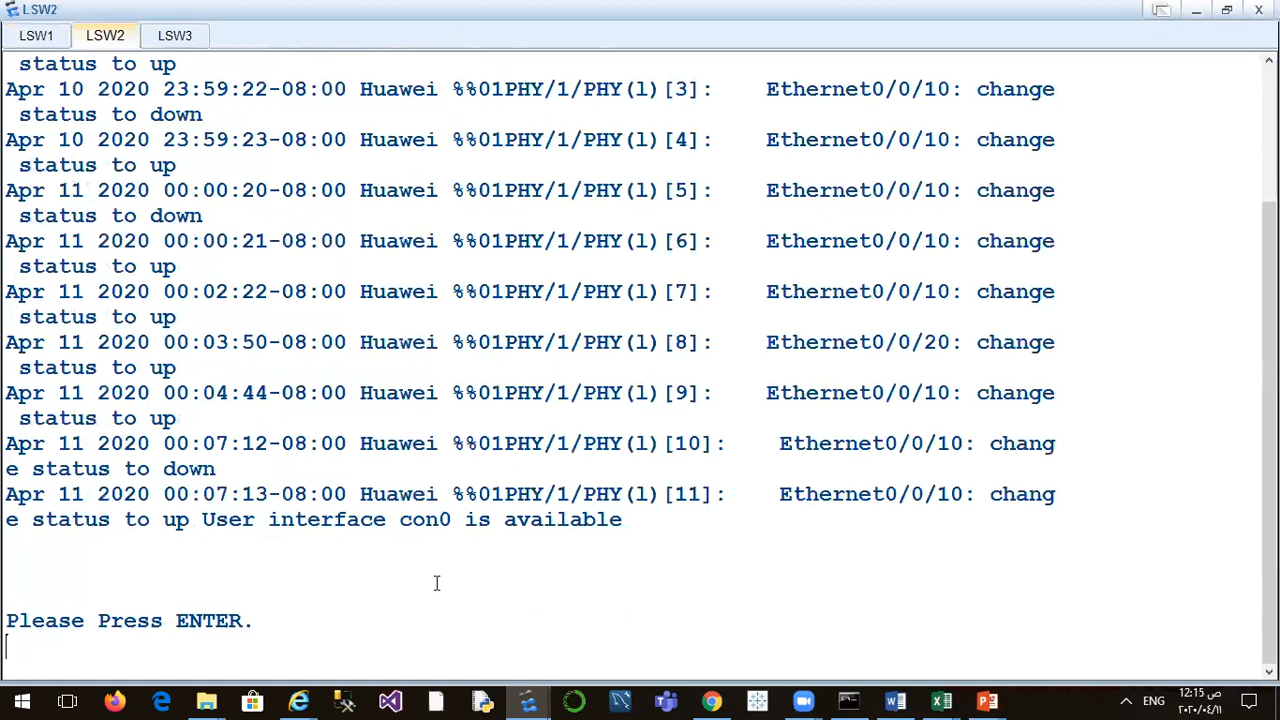 LSW2
LSW1
LSW2
LSW3
status to up
Apr 10 2020 23:59:22-08:00 Huawei %%01PHY/1/PHY(l)[3]:    Ethernet0/0/10: change
status to down
Apr 10 2020 23:59:23-08:00 Huawei %%01PHY/1/PHY(l)[4]:    Ethernet0/0/10: change
status to up
Apr 11 2020 00:00:20-08:00 Huawei %%01PHY/1/PHY(l)[5]:    Ethernet0/0/10: change
status to down
Apr 11 2020 00:00:21-08:00 Huawei %%01PHY/1/PHY(l)[6]:    Ethernet0/0/10: change
status to up
Apr 11 2020 00:02:22-08:00 Huawei %%01PHY/1/PHY(l)[7]:    Ethernet0/0/10: change
status to up
Apr 11 2020 00:03:50-08:00 Huawei %%01PHY/1/PHY(l)[8]:    Ethernet0/0/20: change
status to up
Apr 11 2020 00:04:44-08:00 Huawei %%01PHY/1/PHY(l)[9]:    Ethernet0/0/10: change
status to up
Apr 11 2020 00:07:12-08:00 Huawei %%01PHY/1/PHY(l)[10]:    Ethernet0/0/10: chang
e status to down
Apr 11 2020 00:07:13-08:00 Huawei %%01PHY/1/PHY(l)[11]:    Ethernet0/0/10: chang
e status to up User interface con0 is available
Please Press ENTER.
ENG
12:15 ص
٢٠٢٠/٠٤/١١